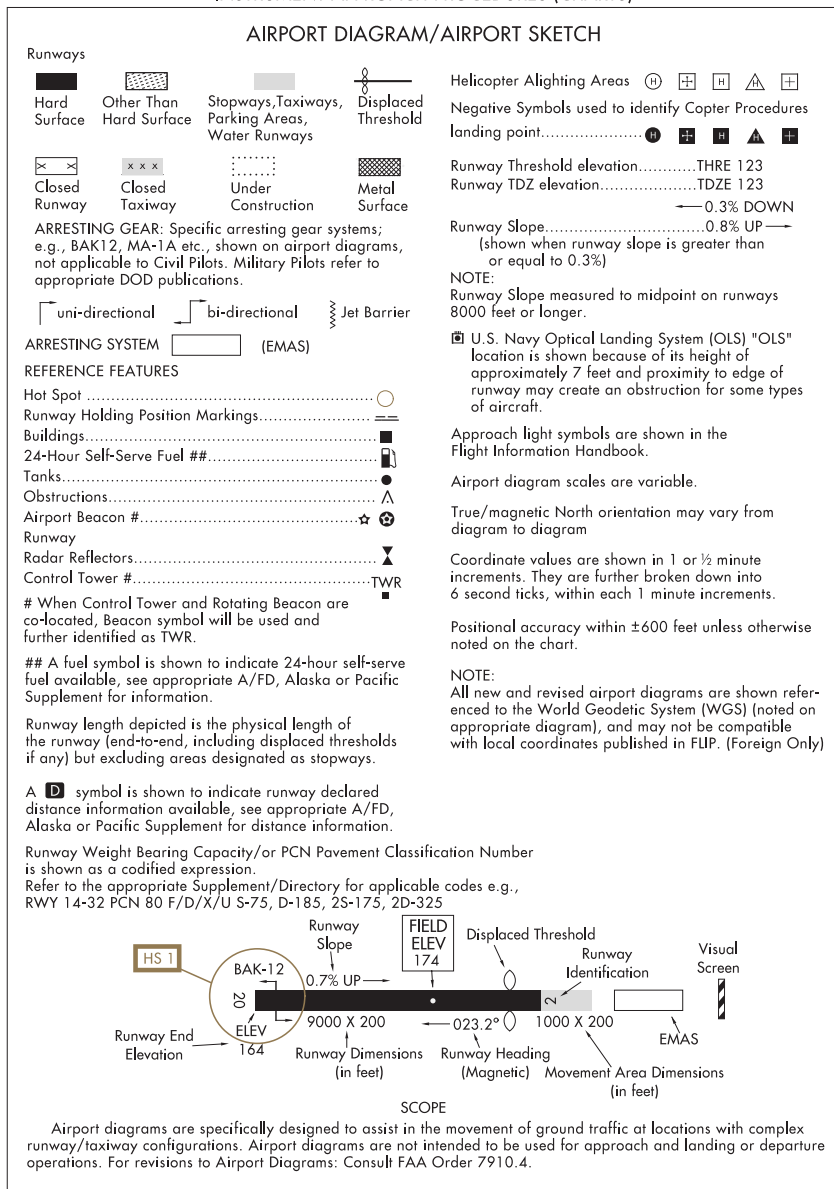 AIRPORT DIAGRAM/AIRPORT SKETCH
Runways
Hard Surface
Other Than Hard Surface
Stopways,Taxiways, Parking Areas, Water Runways
Displaced Threshold
x x
x x x
Closed Runway
Closed Taxiway
Under Construction
Metal Surface
ARRESTING GEAR: Specific arresting gear systems;
e.g., BAK12, MA-1A etc., shown on airport diagrams,
not applicable to Civil Pilots. Military Pilots refer to
appropriate DOD publications.
uni-directional
bi-directional
Jet Barrier
ARRESTING SYSTEM
(EMAS)
REFERENCE FEATURES
Hot Spot
Runway Holding Position Markings
Buildings
24-Hour Self-Serve Fuel ##
Tanks
Obstructions
Airport Beacon #
Runway
Radar Reflectors
Control Tower # TWR
# When Control Tower and Rotating Beacon are
co-located, Beacon symbol will be used and
further identified as TWR.
## A fuel symbol is shown to indicate 24-hour self-serve
fuel available, see appropriate A/FD, Alaska or Pacific
Supplement for information.
Runway length depicted is the physical length of
the runway (end-to-end, including displaced thresholds
if any) but excluding areas designated as stopways.
A D symbol is shown to indicate runway declared
distance information available, see appropriate A/FD,
Alaska or Pacific Supplement for distance information.
Helicopter Alighting Areas H H H
Negative Symbols used to identify Copter Procedures
landing point H H H
Runway Threshold elevation............THRE 123
Runway TDZ elevation...................TDZE 123
←0.3% DOWN
Runway Slope...............................0.8% UP→
(shown when runway slope is greater than
or equal to 0.3%)
NOTE:
Runway Slope measured to midpoint on runways
8000 feet or longer.
U.S. Navy Optical Landing System (OLS) "OLS"
location is shown because of its height of
approximately 7 feet and proximity to edge of
runway may create an obstruction for some types
of aircraft.
Approach light symbols are shown in the
Flight Information Handbook.
Airport diagram scales are variable.
True/magnetic North orientation may vary from
diagram to diagram
Coordinate values are shown in 1 or ½ minute
increments. They are further broken down into
6 second ticks, within each 1 minute increments.
Positional accuracy within ±600 feet unless otherwise
noted on the chart.
NOTE:
All new and revised airport diagrams are shown refer-
enced to the World Geodetic System (WGS) (noted on
appropriate diagram), and may not be compatible
with local coordinates published in FLIP. (Foreign Only)
Runway Weight Bearing Capacity/or PCN Pavement Classification Number
is shown as a codified expression.
Refer to the appropriate Supplement/Directory for applicable codes e.g.,
RWY 14-32 PCN 80 F/D/X/U S-75, D-185, 2S-175, 2D-325
HS 1
BAK-12
Runway Slope
0.7% UP →
FIELD ELEV 174
Displaced Threshold
Runway Identification
Visual Screen
20
2
ELEV 164
Runway End Elevation
9000 X 200
Runway Dimensions (in feet)
← 023.2°
Runway Heading (Magnetic)
1000 X 200
Movement Area Dimensions (in feet)
EMAS
SCOPE
Airport diagrams are specifically designed to assist in the movement of ground traffic at locations with complex
runway/taxiway configurations. Airport diagrams are not intended to be used for approach and landing or departure
operations. For revisions to Airport Diagrams: Consult FAA Order 7910.4.